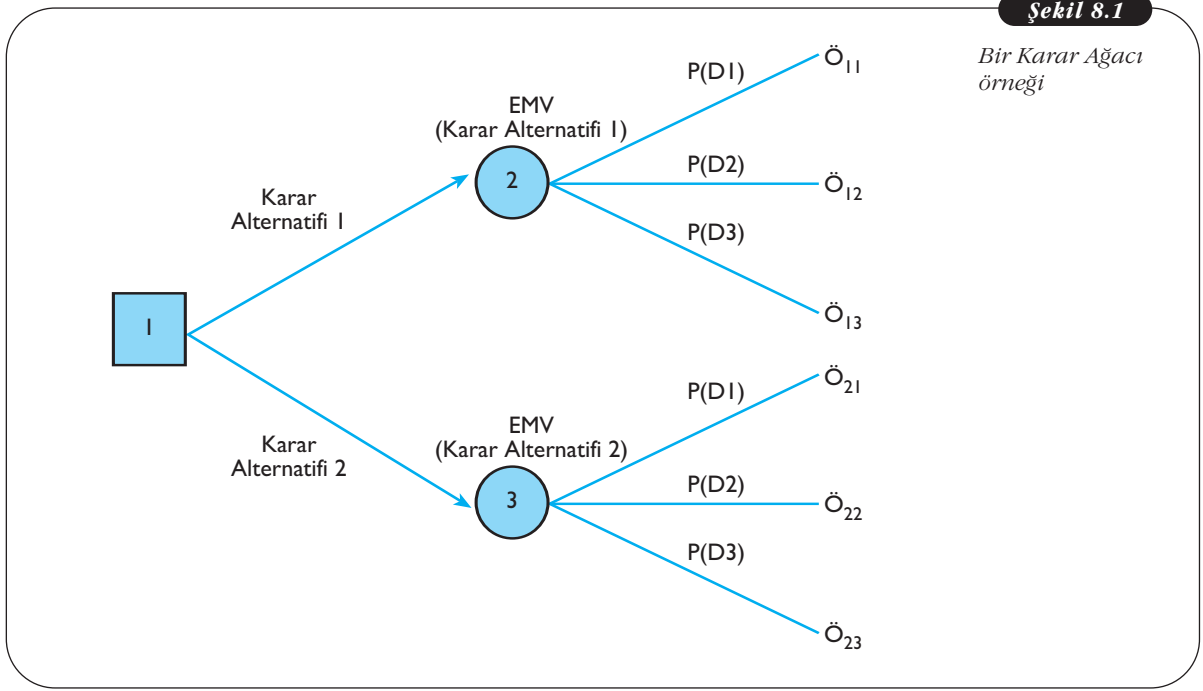 Şekil 8.1
Bir Karar Ağacı
örneği
EMV
(Karar Alternatifi 1)
2
P(D1)
Ö11
P(D2)
Ö12
P(D3)
Ö13
Karar
Alternatifi 1
1
Karar
Alternatifi 2
EMV
(Karar Alternatifi 2)
3
P(D1)
Ö21
P(D2)
Ö22
P(D3)
Ö23